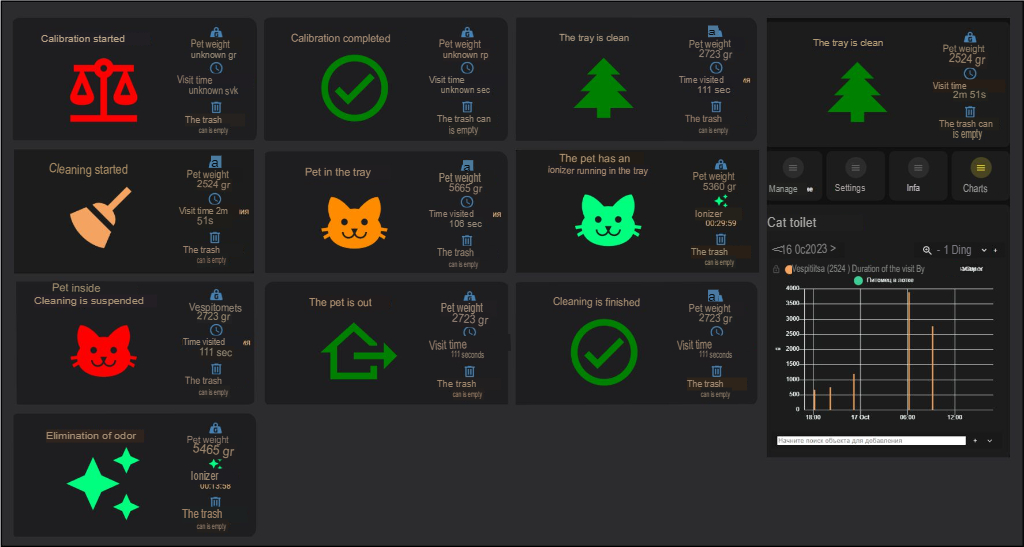 Calibration started
Pet weight
unknown gr
Visit time
unknown svk
The trash
can is empty
Calibration completed
Pet weight
unknown rp
Visit time
unknown sec
The trash can
is empty
The tray is clean
Pet weight
2723 gr
Time visited ия
111 sec
The trash
can is empty
The tray is clean
Pet weight
2524 gr
Visit time
2m 51s
The trash can
is empty
Cleaning started
Pet weight
2524 gr
Visit time 2m ия
51s
The trash
can is empty
Pet in the tray
Pet weight
5665 gr
Time visited ия
106 sec
The trash
can is empty
The pet has an
Ionizer running in the tray
Pet weight
5360 gr
Ionizer
00:29:59
The trash
can is empty
Manage
Settings
Infa
Charts
Pet inside
Cleaning is suspended
Vespitomets
2723 gr
Time visited ия
111 sec
The trash
can is empty
The pet is out
Pet weight
2723 gr
Visit time
111 seconds
The trash
can is empty
Cleaning is finished
Pet weight
2723 gr
Visit time
111 seconds
The trash
can is empty
Cat toilet
<16 0c2023 >
- 1 Ding
Vespititsa (2524 ) Duration of the visit By
Питомец в лотке
4000
3500
3000
2500
2000
1500
1000
500
0
18:00
17 Oct
06:00
12:00
Начните поиск объекта для добавления
Elimination of odor
Pet weight
5465 gr
Ionizer
00:13:58
The trash
can is empty